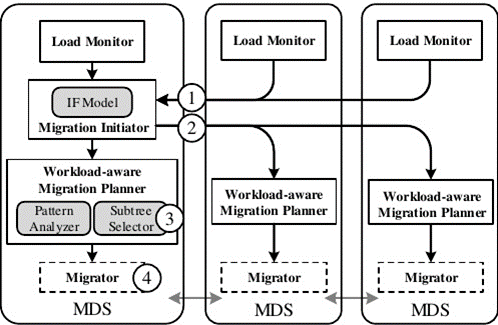 Load Monitor
IF Model
Migration Initiator
Workload-aware
Migration Planner
Pattern
Analyzer
Subtree
Selector
3
Migrator
4
MDS
1
2
Load Monitor
Workload-aware
Migration Planner
Migrator
MDS
Load Monitor
Workload-aware
Migration Planner
Migrator
MDS